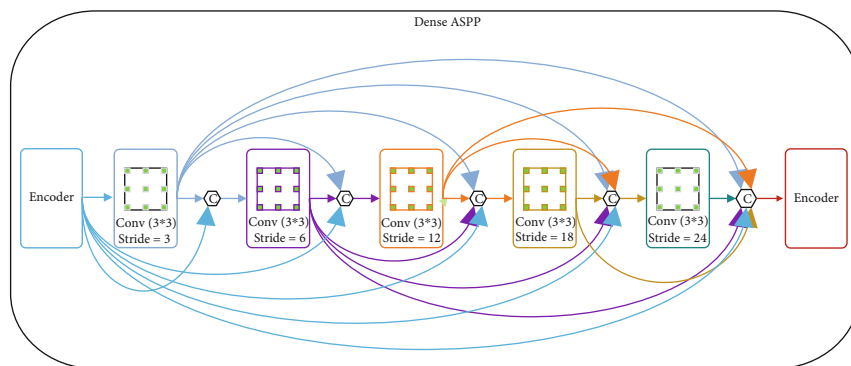 Dense ASPP
Encoder
Conv (3*3)
Stride = 3
C
Conv (3*3)
Stride = 6
C
Conv (3*3)
Stride = 12
C
Conv (3*3)
Stride = 18
C
Conv (3*3)
Stride = 24
C
Encoder